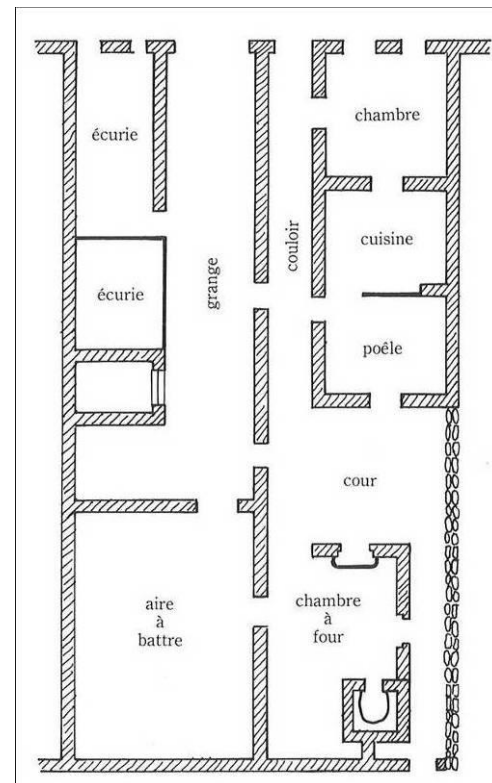 chambre
écurie
couloir
cuisine
grange
écurie
poêle
cour
aire
à
battre
chambre
à
four